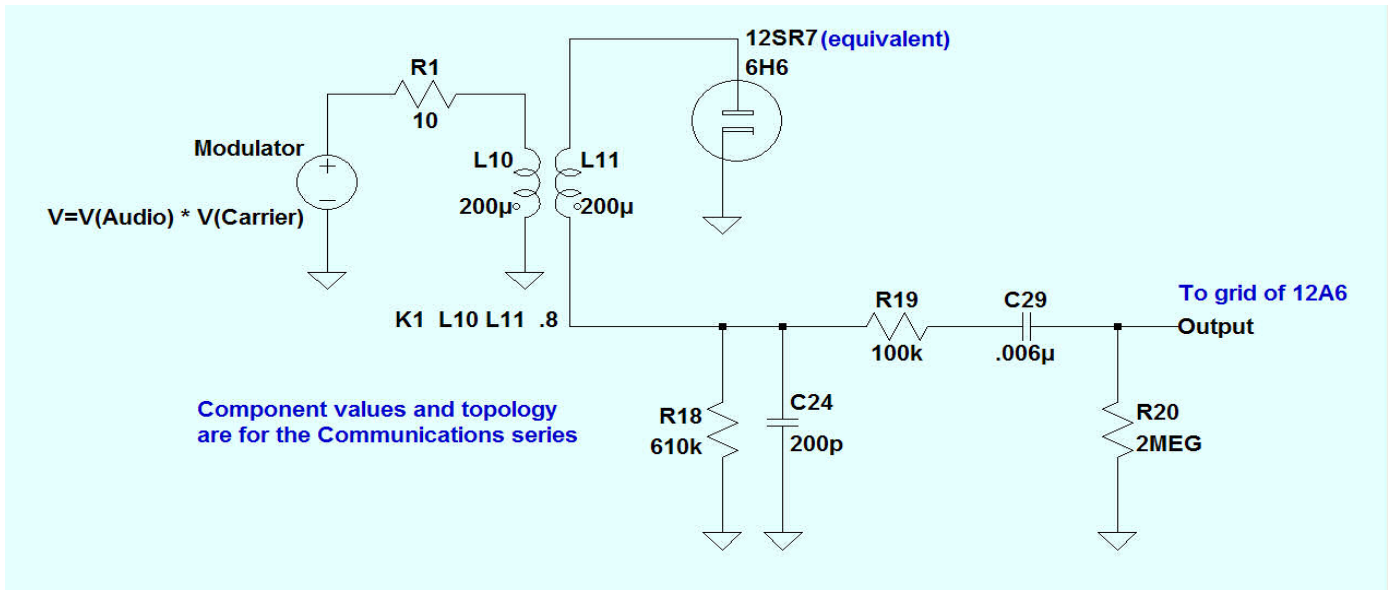 12SR7 (equivalent)
6H6
R1
10
Modulator
+
−
V=V(Audio) * V(Carrier)
L10
200µ
L11
200µ
K1 L10 L11 .8
R19
100k
C29
.006µ
To grid of 12A6
Output
Component values and topology
are for the Communications series
R18
610k
C24
200p
R20
2MEG